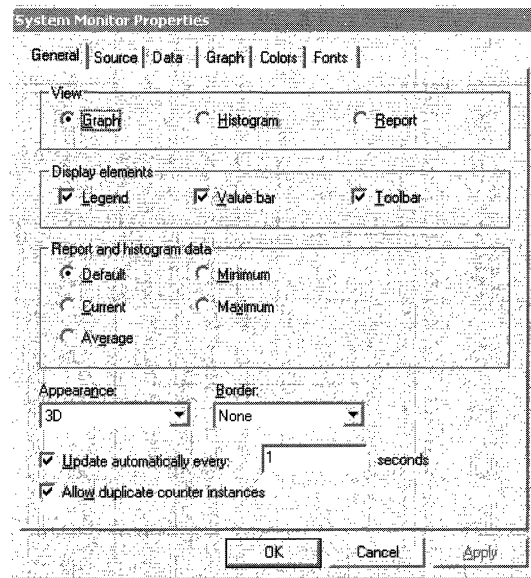 System Monitor Properties
General Source Data Graph Colors Fonts
View
Graph Histogram Report
Display elements
Legend Value bar Toolbar
Report and histogram data
Default Minimum
Current Maximum
Average
Appearance: Border:
3D None
Update automatically every: 1 seconds
Allow duplicate counter instances
OK Cancel Apply